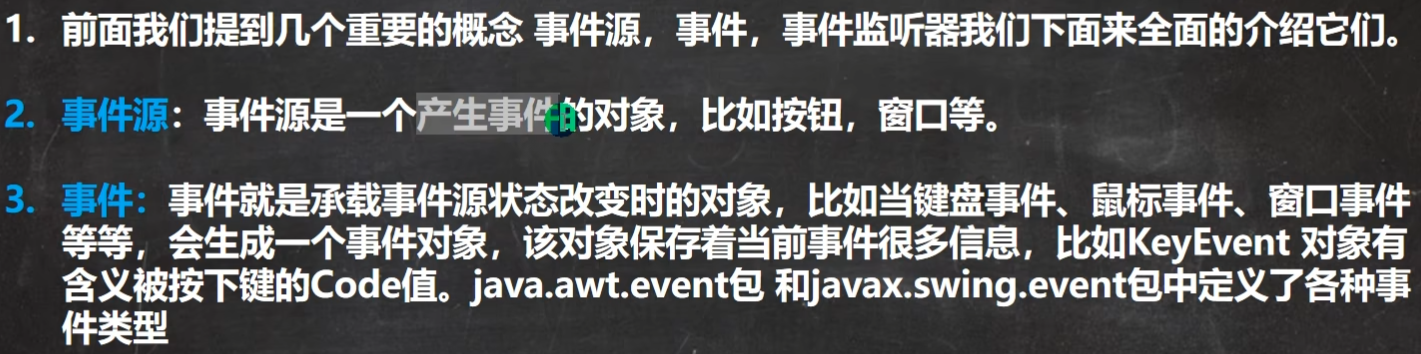 1. 前面我们提到几个重要的概念 事件源，事件，事件监听器我们下面来全面的介绍它们。
2. 事件源：事件源是一个产生事件的对象，比如按钮，窗口等。
3. 事件：事件就是承载事件源状态改变时的对象，比如当键盘事件、鼠标事件、窗口事件
等等，会生成一个事件对象，该对象保存着当前事件很多信息，比如KeyEvent 对象有
含义被按下键的Code值。java.awt.event包 和javax.swing.event包中定义了各种事
件类型